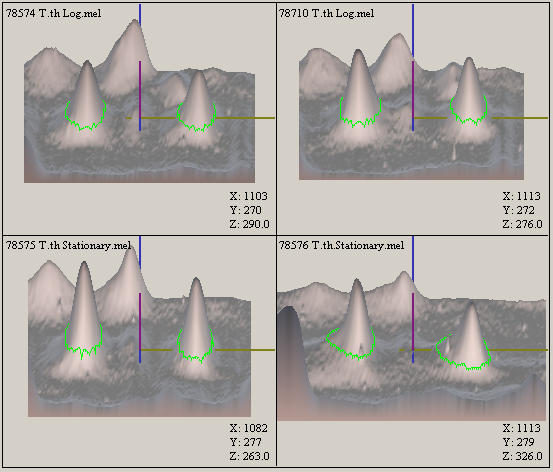 78574 T.th Log.mel
X: 1103
Y: 270
Z: 290.0
78710 T.th Log.mel
X: 1113
Y: 272
Z: 276.0
78575 T.th Stationary.mel
X: 1082
Y: 277
Z: 263.0
78576 T.th.Stationary.mel
X: 1113
Y: 279
Z: 326.0